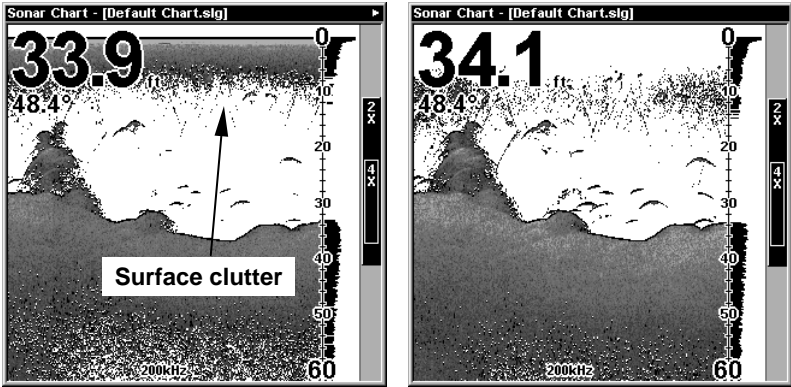 Sonar Chart - [Default Chart.slg]
33.9 ft
48.4°
0
10
20
30
40
50
60
2X
4X
Surface clutter
200kHz
Sonar Chart - [Default Chart.slg]
34.1 ft
48.4°
0
10
20
30
40
50
60
2X
4X
200kHz